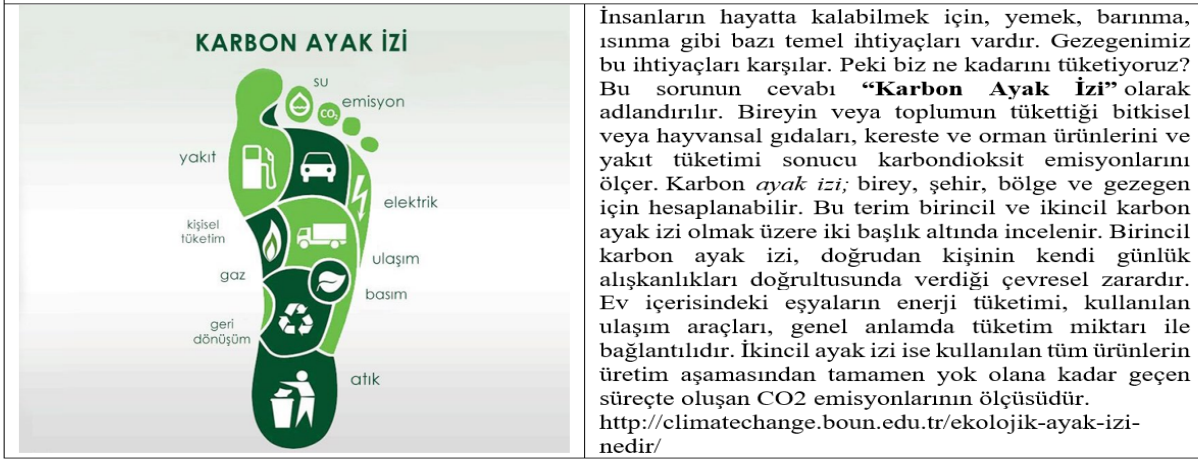 KARBON AYAK İZİ
su
emisyon
CO₂
yakıt
elektrik
kişisel
tüketim
ulaşım
gaz
basım
geri
dönüşüm
atık
İnsanların hayatta kalabilmek için, yemek, barınma,
ısınma gibi bazı temel ihtiyaçları vardır. Gezegenimiz
bu ihtiyaçları karşılar. Peki biz ne kadarını tüketiyoruz?
Bu sorunun cevabı “Karbon Ayak İzi” olarak
adlandırılır. Bireyin veya toplumun tükettiği bitkisel
veya hayvansal gıdaları, kereste ve orman ürünlerini ve
yakıt tüketimi sonucu karbondioksit emisyonlarını
ölçer. Karbon ayak izi; birey, şehir, bölge ve gezegen
için hesaplanabilir. Bu terim birincil ve ikincil karbon
ayak izi olmak üzere iki başlık altında incelenir. Birincil
karbon ayak izi, doğrudan kişinin kendi günlük
alışkanlıkları doğrultusunda verdiği çevresel zarardır.
Ev içerisindeki eşyaların enerji tüketimi, kullanılan
ulaşım araçları, genel anlamda tüketim miktarı ile
bağlantılıdır. İkincil ayak izi ise kullanılan tüm ürünlerin
üretim aşamasından tamamen yok olana kadar geçen
süreçte oluşan CO2 emisyonlarının ölçüsüdür.
http://climatechange.boun.edu.tr/ekolojik-ayak-izi-
nedir/